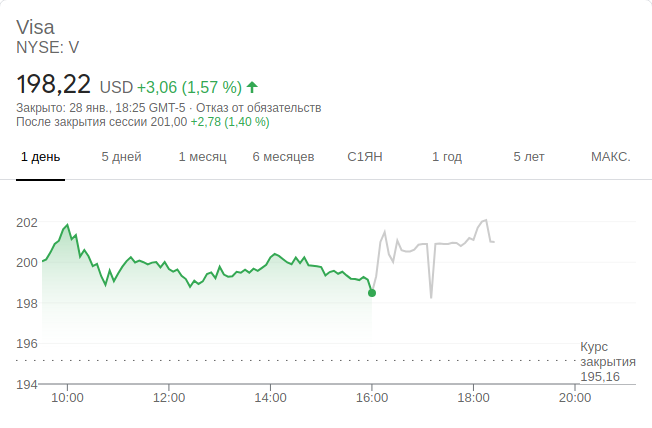 Visa
NYSE: V
198,22 USD +3,06 (1,57 %)
Закрыто: 28 янв., 18:25 GMT-5 · Отказ от обязательств
После закрытия сессии 201,00 +2,78 (1,40 %)
1 день 5 дней 1 месяц 6 месяцев С1ЯН 1 год 5 лет МАКС.
202
200
198
196
Курс
закрытия
195,16
194
10:00 12:00 14:00 16:00 18:00 20:00